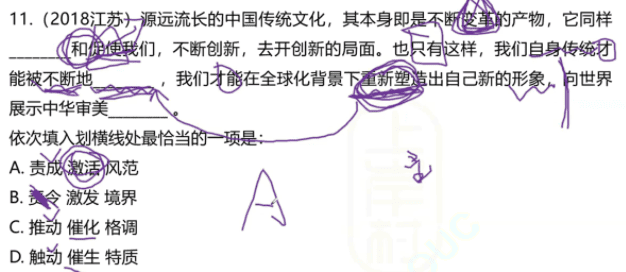 11.（2018江苏）源远流长的中国传统文化，其本身即是不断变革的产物，它同样
________和促使我们，不断创新，去开创新的局面。也只有这样，我们自身传统才
能被不断地________，我们才能在全球化背景下重新塑造出自己新的形象，向世界
展示中华审美________。
依次填入划横线处最恰当的一项是：
A. 责成 激活 风范
B. 责令 激发 境界
C. 推动 催化 格调
D. 触动 催生 特质
A